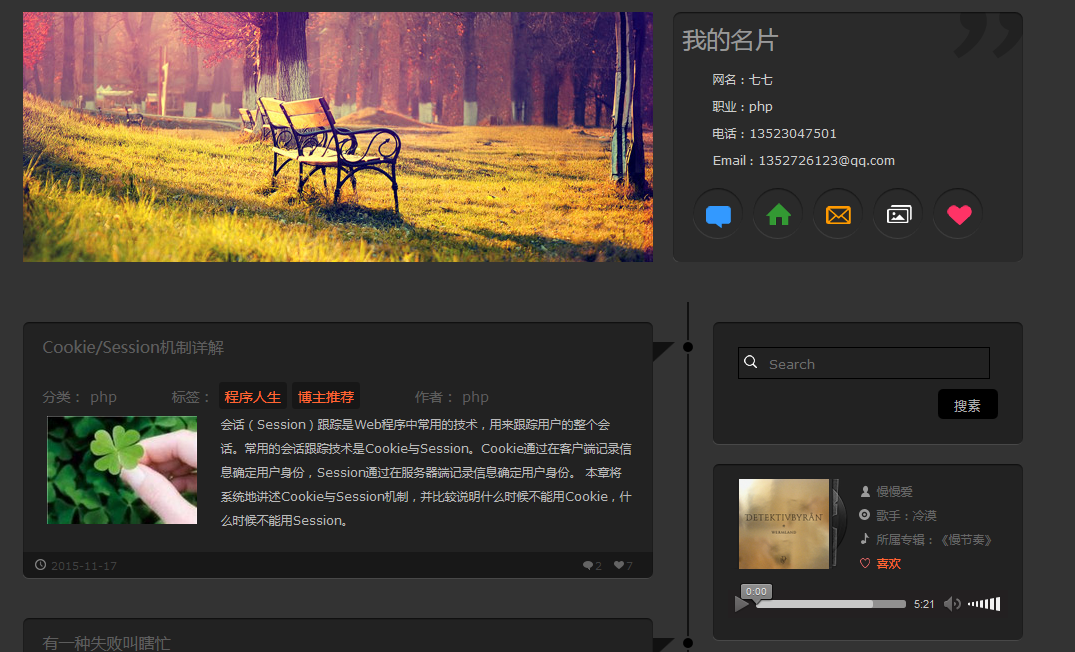 我的名片
网名：七七
职业：php
电话：13523047501
Email：1352726123@qq.com
Cookie/Session机制详解
分类： php 标签： 程序人生 博主推荐 作者： php
会话（Session）跟踪是Web程序中常用的技术，用来跟踪用户的整个会
话。常用的会话跟踪技术是Cookie与Session。Cookie通过在客户端记录信
息确定用户身份，Session通过在服务器端记录信息确定用户身份。 本章将
系统地讲述Cookie与Session机制，并比较说明什么时候不能用Cookie，什
么时候不能用Session。
2015-11-17 2 7
有一种失败叫瞎忙
Search
搜素
DETEKTIVBYRÅN
WERMLAND
慢慢爱
歌手：冷漠
所属专辑：《慢节奏》
喜欢
0:00
5:21